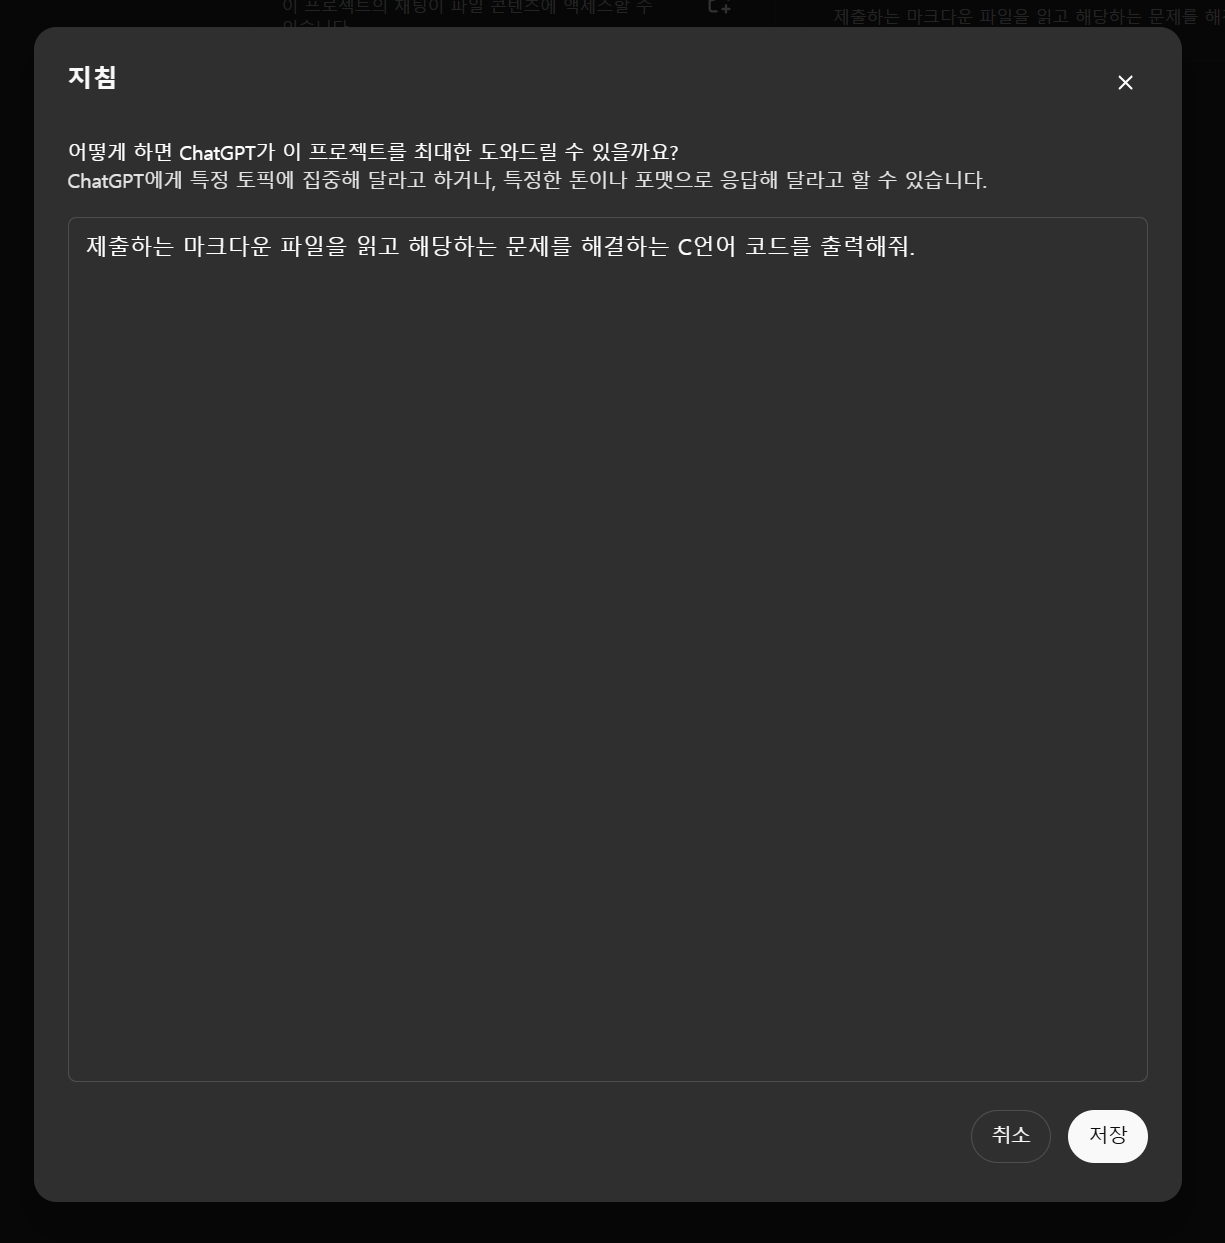 이 프로젝트의 채팅이 파일 콘텐츠에 액세스할 수
있습니다
제출하는 마크다운 파일을 읽고 해당하는 문제를 해
지침
어떻게 하면 ChatGPT가 이 프로젝트를 최대한 도와드릴 수 있을까요?
ChatGPT에게 특정 토픽에 집중해 달라고 하거나, 특정한 톤이나 포맷으로 응답해 달라고 할 수 있습니다.
제출하는 마크다운 파일을 읽고 해당하는 문제를 해결하는 C언어 코드를 출력해줘.
취소
저장